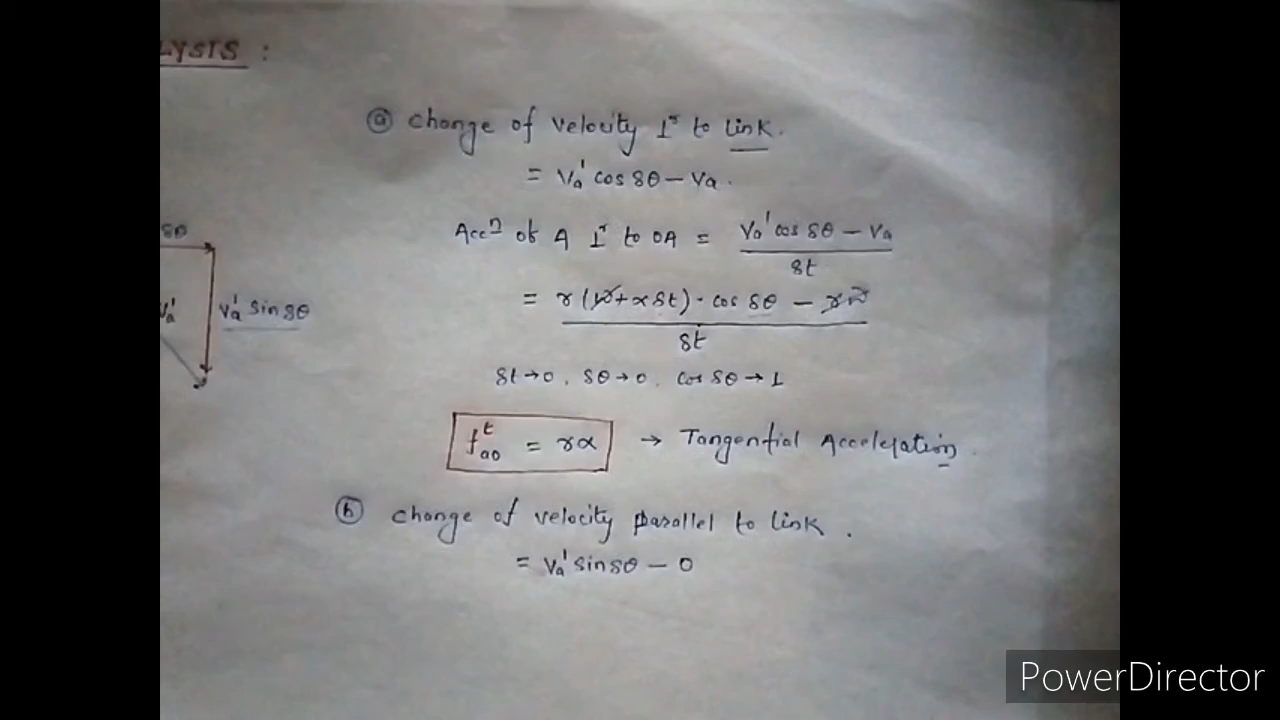 LYSIS :
ⓐ change of velocity ⊥ʳ to link.
= Va' cos δθ − Va.
Accⁿ of A ⊥ʳ to OA = Va' cos δθ − Va
δt
= r (ω + α δt) · cos δθ − rω
δt
δt → 0, δθ → 0, cos δθ → 1
fᵗao = rα → Tangential Acceleration.
ⓑ change of velocity parallel to link.
= Va' sin δθ − 0
δθ
Va'
Va' sin δθ
PowerDirector